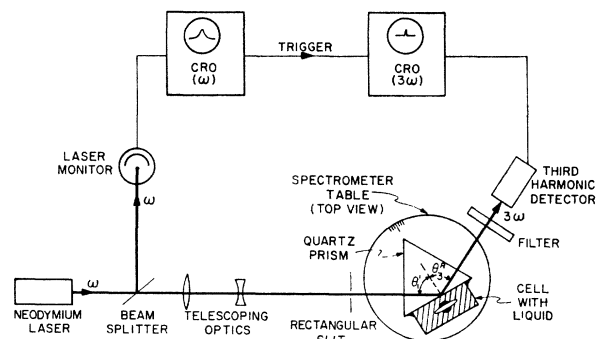 CRO
(ω)
TRIGGER
CRO
(3ω)
LASER
MONITOR
ω
SPECTROMETER
TABLE
(TOP VIEW)
THIRD
HARMONIC
DETECTOR
3ω
FILTER
QUARTZ
PRISM
ω
NEODYMIUM
LASER
BEAM
SPLITTER
TELESCOPING
OPTICS
RECTANGULAR
CELL
WITH
LIQUID